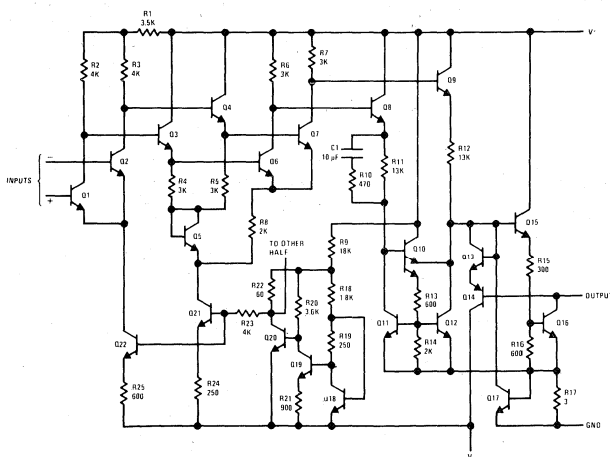 R1
3.5K
V·
R2
4K
R3
4K
R6
3K
R7
3K
Q9
Q4
Q8
Q3
Q7
C1
10 µF
R12
13K
Q2
Q6
R11
13K
INPUTS
−
+
Q1
R4
3K
R5
3K
R10
470
Q15
R8
2K
Q5
TO OTHER
HALF
R9
18K
Q10
Q13
R15
300
R22
60
R20
3.6K
R18
1.8K
Q14
OUTPUT
R13
600
Q21
R23
4K
Q20
R19
250
Q11
Q12
R14
2K
R16
600
Q16
Q22
Q19
R25
600
R24
250
R21
900
u18
Q17
R17
3
GND
V